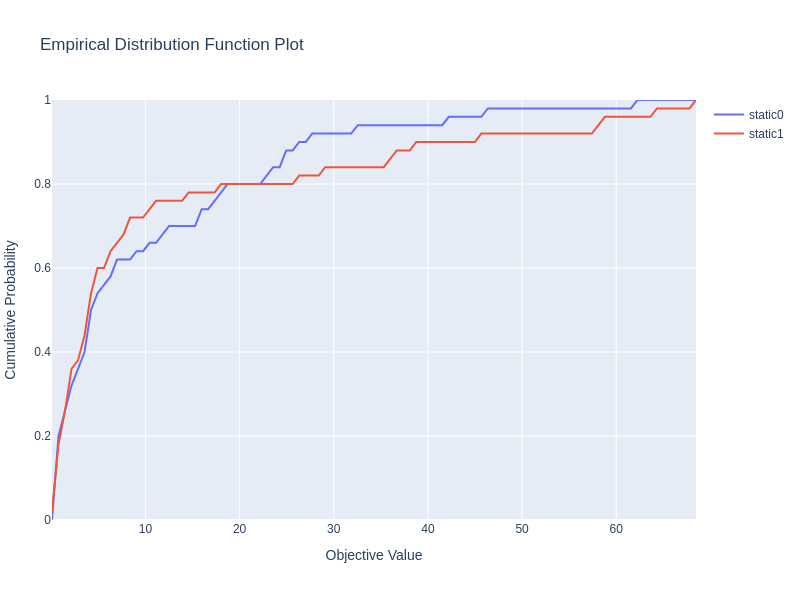 Empirical Distribution Function Plot
static0
static1
Cumulative Probability
1
0.8
0.6
0.4
0.2
0
10
20
30
40
50
60
Objective Value